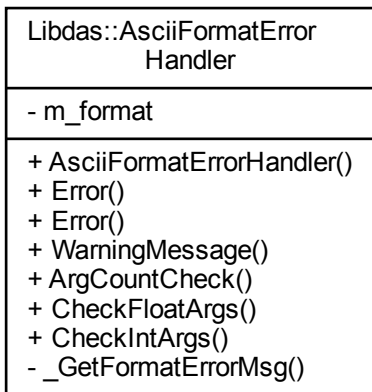 Libdas::AsciiFormatError
Handler
- m_format
+ AsciiFormatErrorHandler()
+ Error()
+ Error()
+ WarningMessage()
+ ArgCountCheck()
+ CheckFloatArgs()
+ CheckIntArgs()
- _GetFormatErrorMsg()